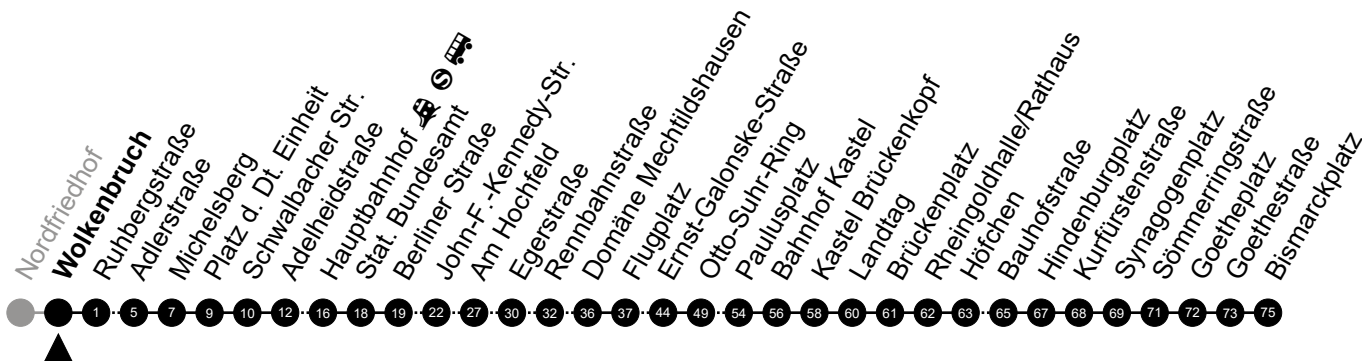 Nordfriedhof
Wolkenbruch
Ruhbergstraße
Adlerstraße
Michelsberg
Platz d. Dt. Einheit
Schwalbacher Str.
Adelheidstraße
Hauptbahnhof S
Stat. Bundesamt
Berliner Straße
John-F.-Kennedy-Str.
Am Hochfeld
Egerstraße
Rennbahnstraße
Domäne Mechtildshausen
Flugplatz
Ernst-Galonske-Straße
Otto-Suhr-Ring
Paulusplatz
Bahnhof Kastel
Kastel Brückenkopf
Landtag
Brückenplatz
Rheingoldhalle/Rathaus
Höfchen
Bauhofstraße
Hindenburgplatz
Kurfürstenstraße
Synagogenplatz
Sömmerringstraße
Goetheplatz
Goethestraße
Bismarckplatz
1 5 7 9 10 12 16 18 19 22 27 30 32 36 37 44 49 54 56 58 60 61 62 63 65 67 68 69 71 72 73 75